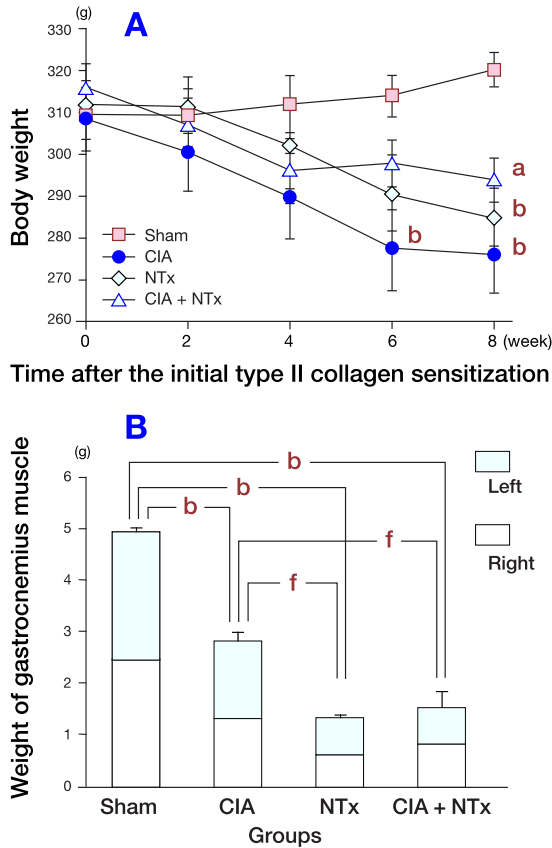 (g)
A
330
320
310
300
290
280
270
260
Body weight
a
b
b
b
Sham
CIA
NTx
CIA + NTx
0 2 4 6 8 (week)
Time after the initial type II collagen sensitization
B
(g)
6
5
4
3
2
1
0
Weight of gastrocnemius muscle
b
b
b
f
f
Left
Right
Sham CIA NTx CIA + NTx
Groups